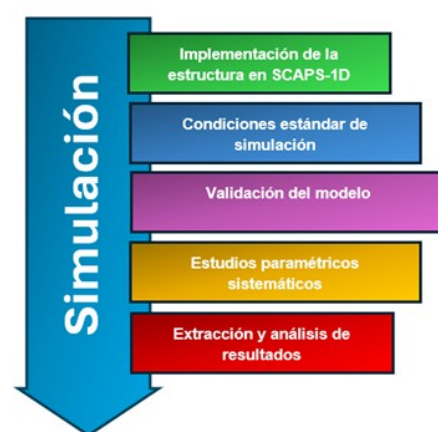 Simulación
Implementación de la
estructura en SCAPS-1D
Condiciones estándar de
simulación
Validación del modelo
Estudios paramétricos
sistemáticos
Extracción y análisis de
resultados